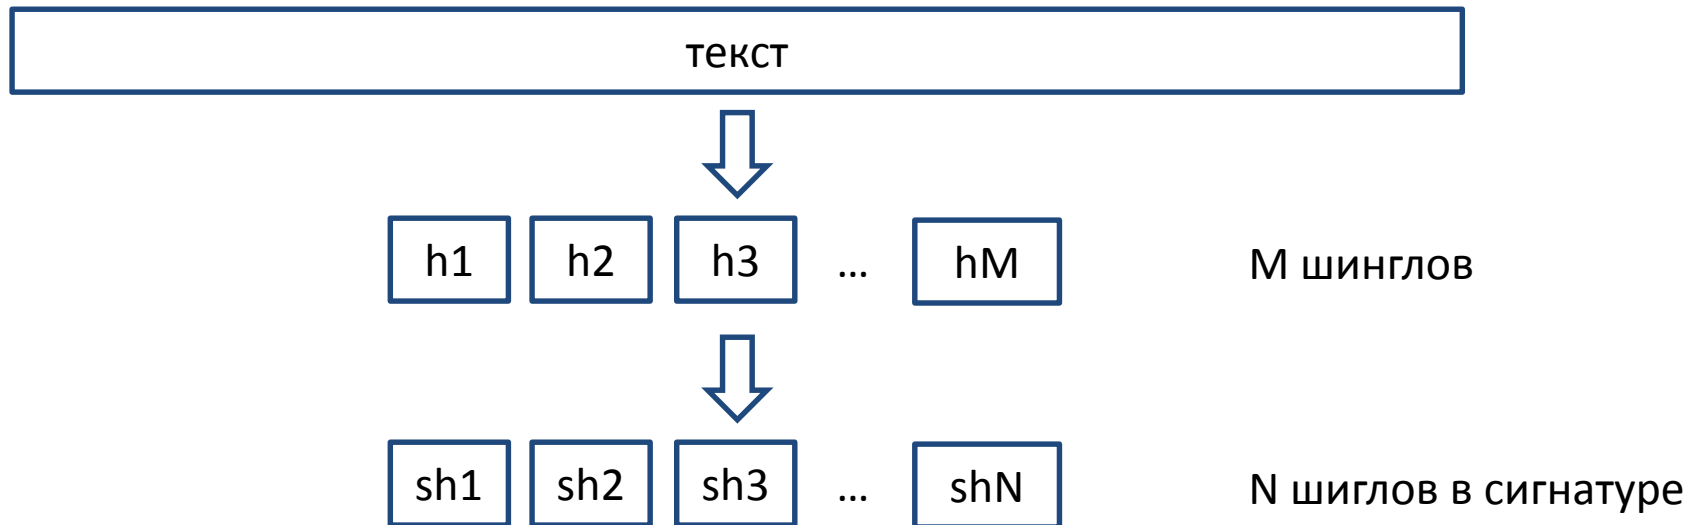 текст
h1 h2 h3 ... hM М шинглов
sh1 sh2 sh3 ... shN N шиглов в сигнатуре